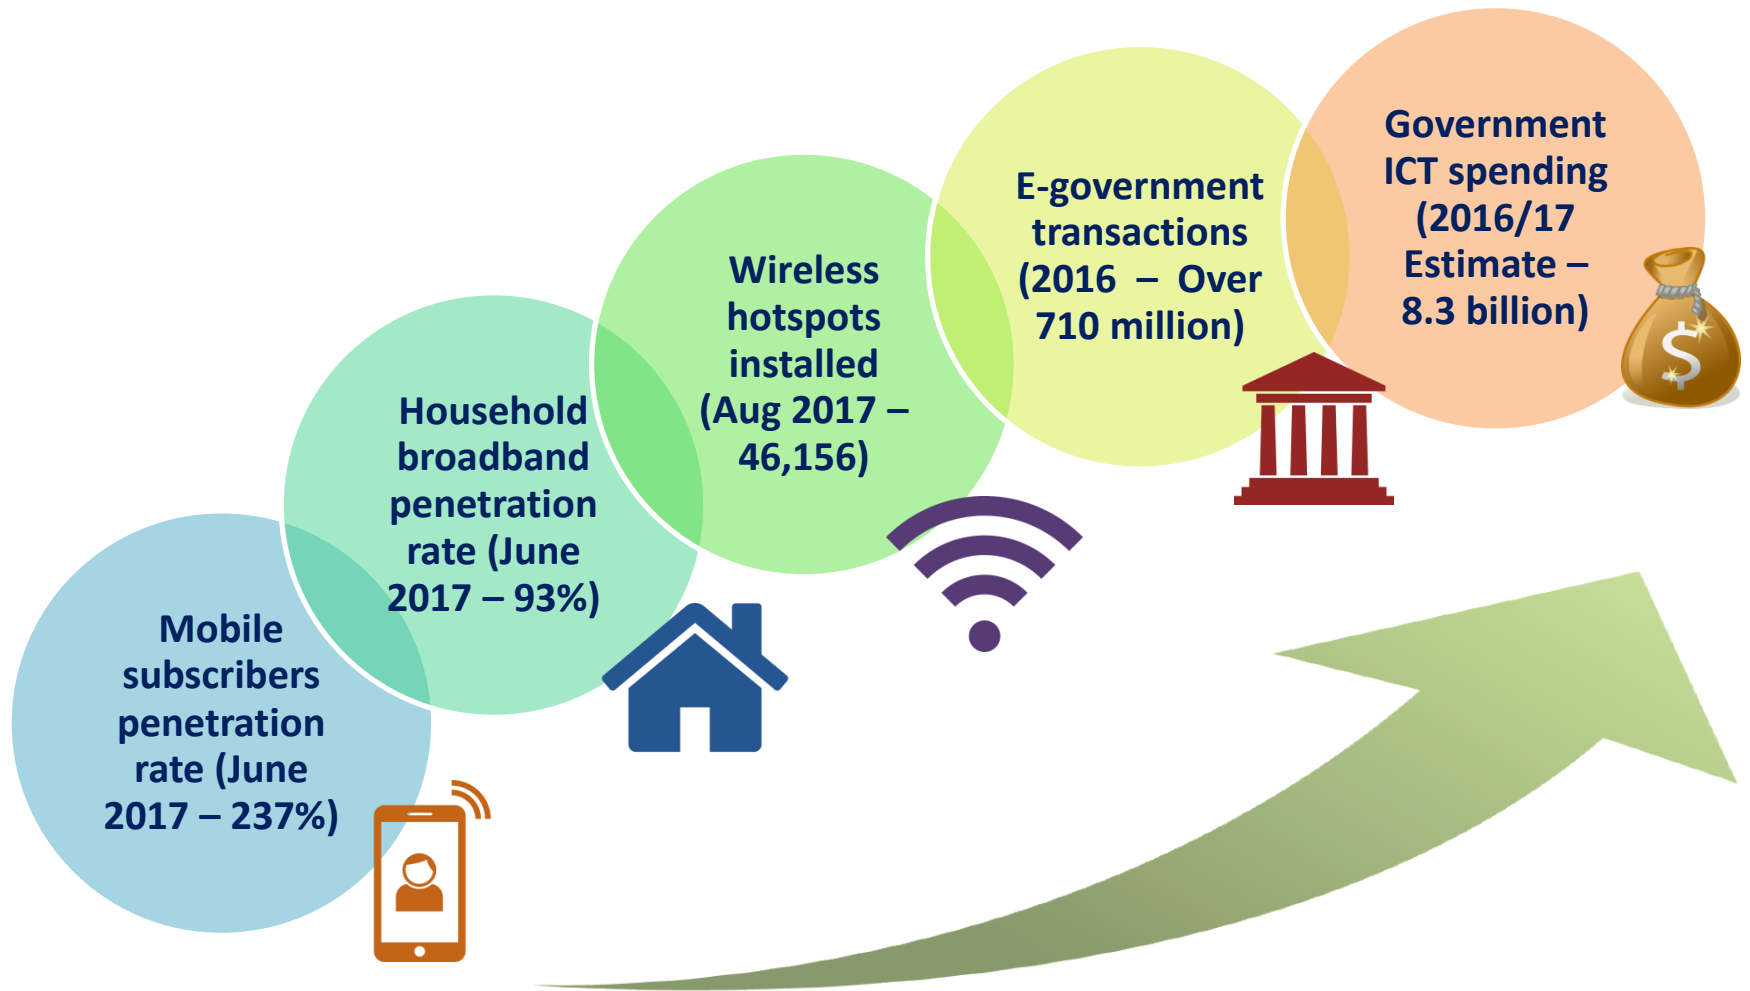 Mobile
subscribers
penetration
rate (June
2017 – 237%)
Household
broadband
penetration
rate (June
2017 – 93%)
Wireless
hotspots
installed
(Aug 2017 –
46,156)
E-government
transactions
(2016 – Over
710 million)
Government
ICT spending
(2016/17
Estimate –
8.3 billion)
$